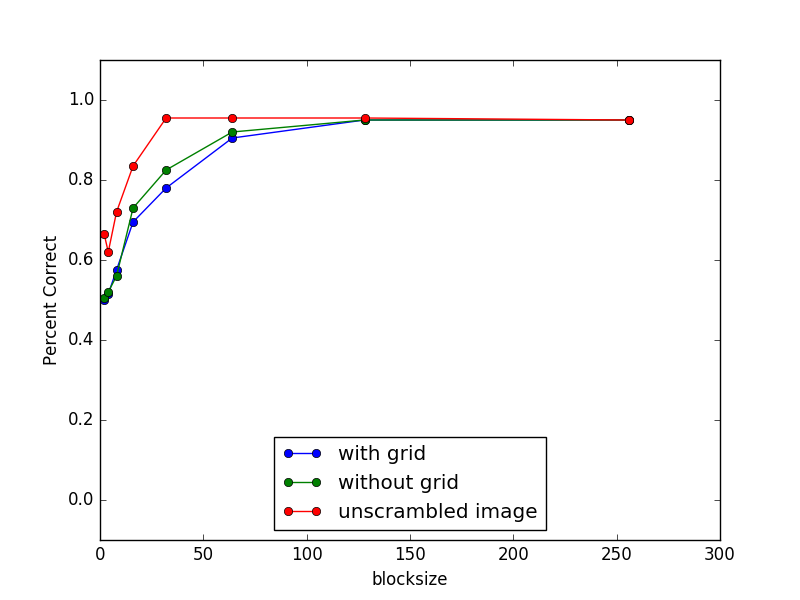 1.0
0.8
0.6
0.4
0.2
0.0
Percent Correct
with grid
without grid
unscrambled image
0 50 100 150 200 250 300
blocksize